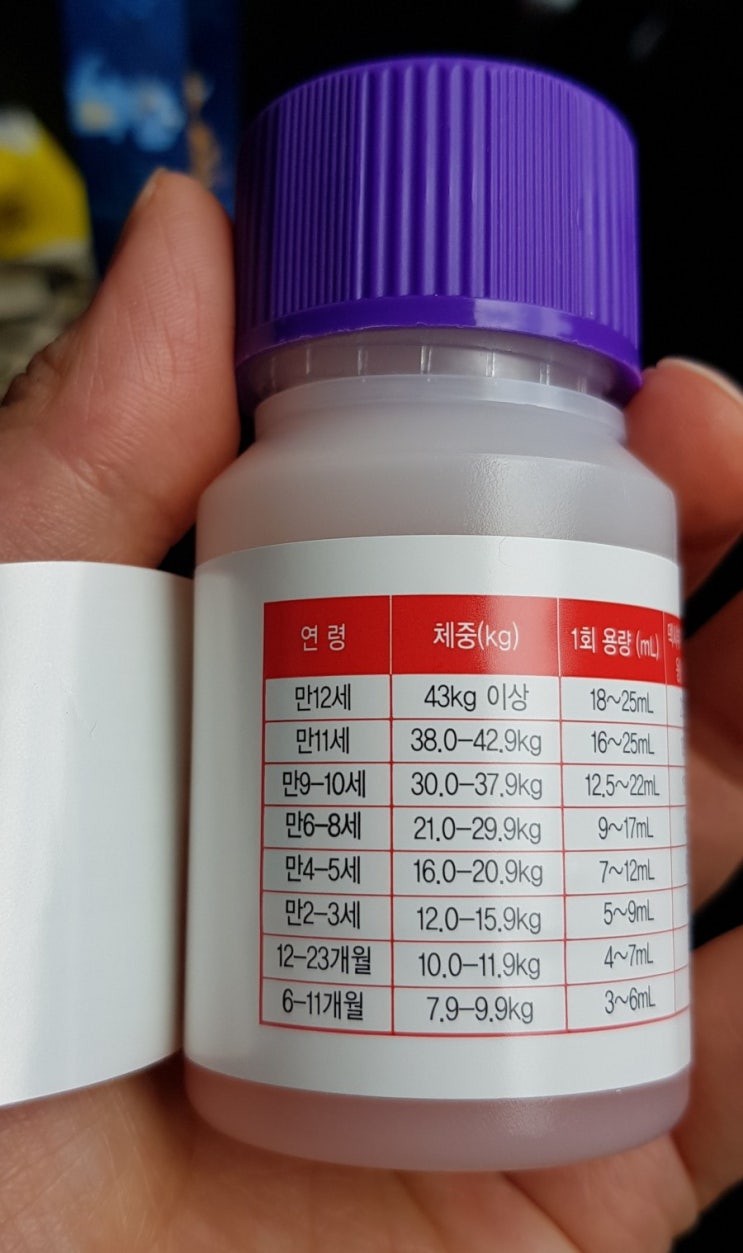 연 령 체중(kg) 1회 용량 (mL)
만12세 43kg 이상 18~25mL
만11세 38.0-42.9kg 16~25mL
만9-10세 30.0-37.9kg 12.5~22mL
만6-8세 21.0-29.9kg 9~17mL
만4-5세 16.0-20.9kg 7~12mL
만2-3세 12.0-15.9kg 5~9mL
12-23개월 10.0-11.9kg 4~7mL
6-11개월 7.9-9.9kg 3~6mL